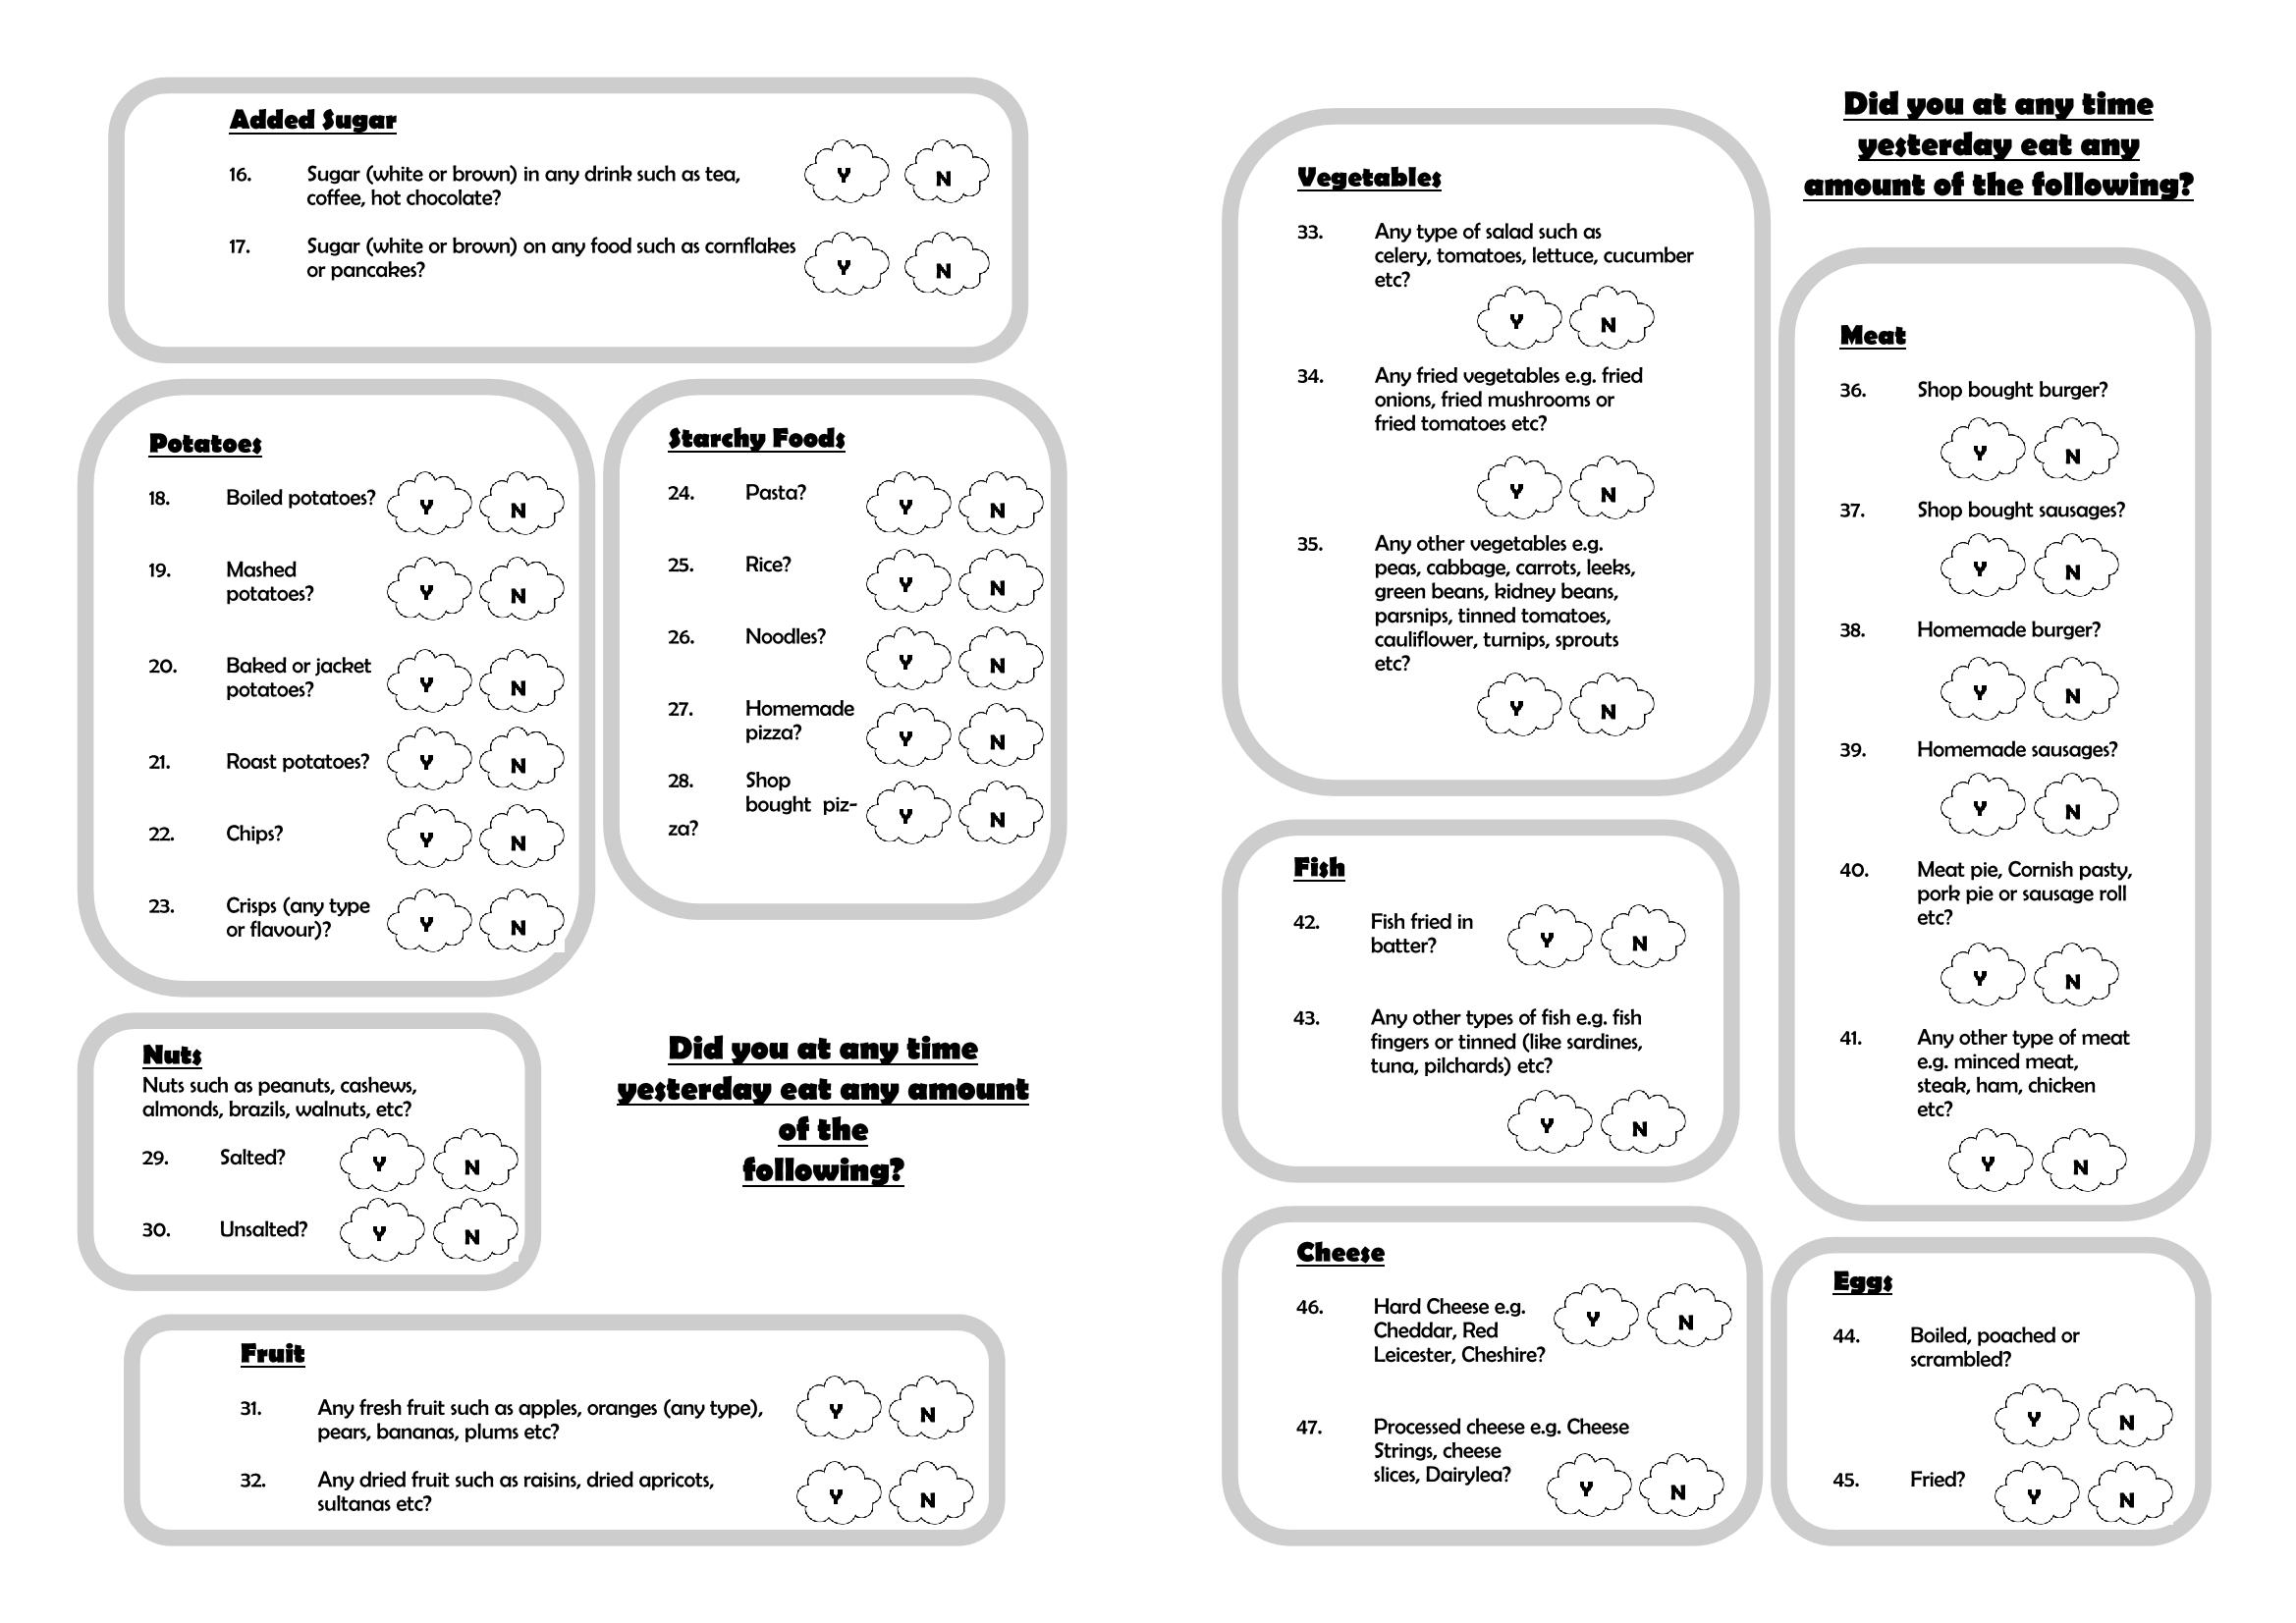 Added Sugar
16. Sugar (white or brown) in any drink such as tea,
coffee, hot chocolate?
Y N
17. Sugar (white or brown) on any food such as cornflakes
or pancakes?
Y N
Potatoes
18. Boiled potatoes? Y N
19. Mashed
potatoes? Y N
20. Baked or jacket
potatoes? Y N
21. Roast potatoes? Y N
22. Chips? Y N
23. Crisps (any type
or flavour)? Y N
Starchy Foods
24. Pasta? Y N
25. Rice? Y N
26. Noodles? Y N
27. Homemade
pizza? Y N
28. Shop
bought piz-
za? Y N
Nuts
Nuts such as peanuts, cashews,
almonds, brazils, walnuts, etc?
29. Salted? Y N
30. Unsalted? Y N
Did you at any time
yesterday eat any amount
of the
following?
Fruit
31. Any fresh fruit such as apples, oranges (any type),
pears, bananas, plums etc?
Y N
32. Any dried fruit such as raisins, dried apricots,
sultanas etc?
Y N
Did you at any time
yesterday eat any
amount of the following?
Vegetables
33. Any type of salad such as
celery, tomatoes, lettuce, cucumber
etc?
Y N
34. Any fried vegetables e.g. fried
onions, fried mushrooms or
fried tomatoes etc?
Y N
35. Any other vegetables e.g.
peas, cabbage, carrots, leeks,
green beans, kidney beans,
parsnips, tinned tomatoes,
cauliflower, turnips, sprouts
etc?
Y N
Meat
36. Shop bought burger?
Y N
37. Shop bought sausages?
Y N
38. Homemade burger?
Y N
39. Homemade sausages?
Y N
40. Meat pie, Cornish pasty,
pork pie or sausage roll
etc?
Y N
41. Any other type of meat
e.g. minced meat,
steak, ham, chicken
etc?
Y N
Fish
42. Fish fried in
batter?
Y N
43. Any other types of fish e.g. fish
fingers or tinned (like sardines,
tuna, pilchards) etc?
Y N
Cheese
46. Hard Cheese e.g.
Cheddar, Red
Leicester, Cheshire?
Y N
47. Processed cheese e.g. Cheese
Strings, cheese
slices, Dairylea?
Y N
Eggs
44. Boiled, poached or
scrambled?
Y N
45. Fried? Y N